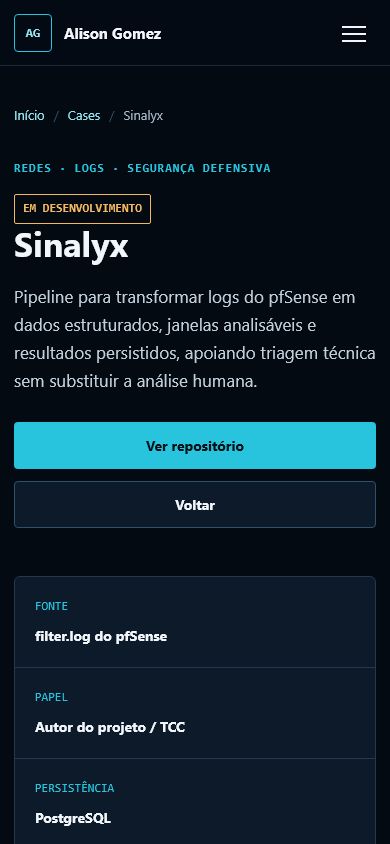 AG
Alison Gomez
Início / Cases / Sinalyx
REDES · LOGS · SEGURANÇA DEFENSIVA
EM DESENVOLVIMENTO
Sinalyx
Pipeline para transformar logs do pfSense em
dados estruturados, janelas analisáveis e
resultados persistidos, apoiando triagem técnica
sem substituir a análise humana.
Ver repositório
Voltar
FONTE
filter.log do pfSense
PAPEL
Autor do projeto / TCC
PERSISTÊNCIA
PostgreSQL